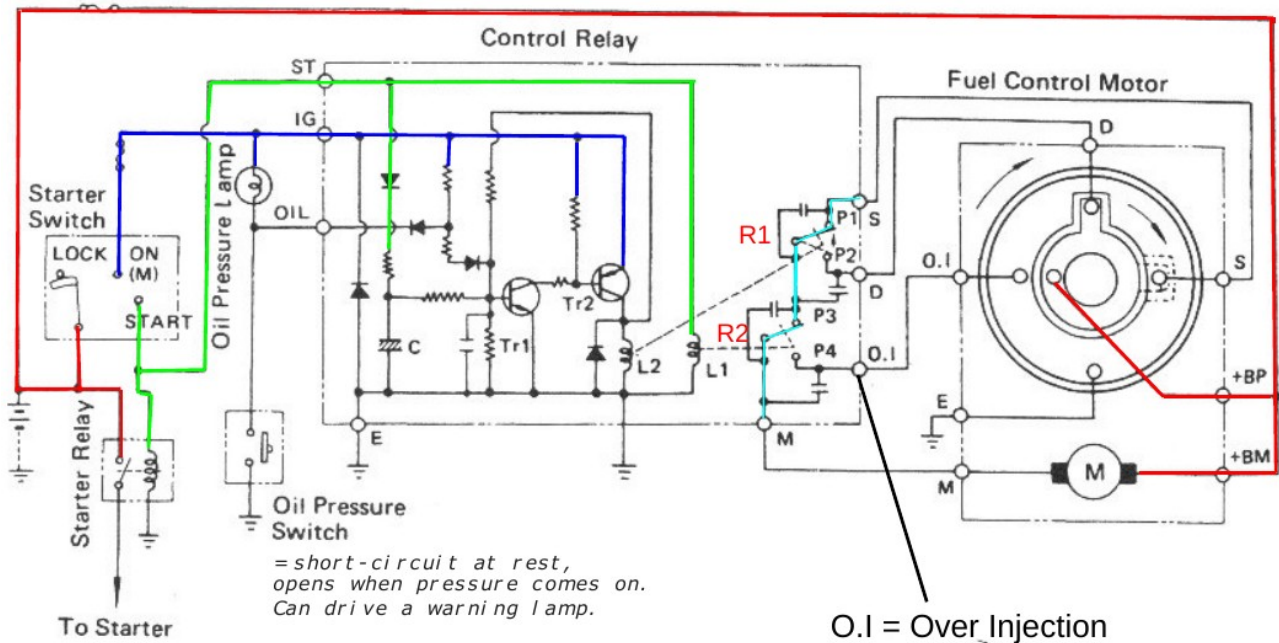 Control Relay
Fuel Control Motor
ST
IG
OIL
Starter
Switch
LOCK
ON
(M)
START
Oil Pressure Lamp
Starter Relay
To Starter
Oil Pressure
Switch
=short-circuit at rest,
opens when pressure comes on.
Can drive a warning lamp.
C
Tr1
Tr2
L2
L1
E
R1
R2
P1
P2
P3
P4
S
D
O.I
M
D
O.I
S
E
M
M
+BP
+BM
O.I = Over Injection